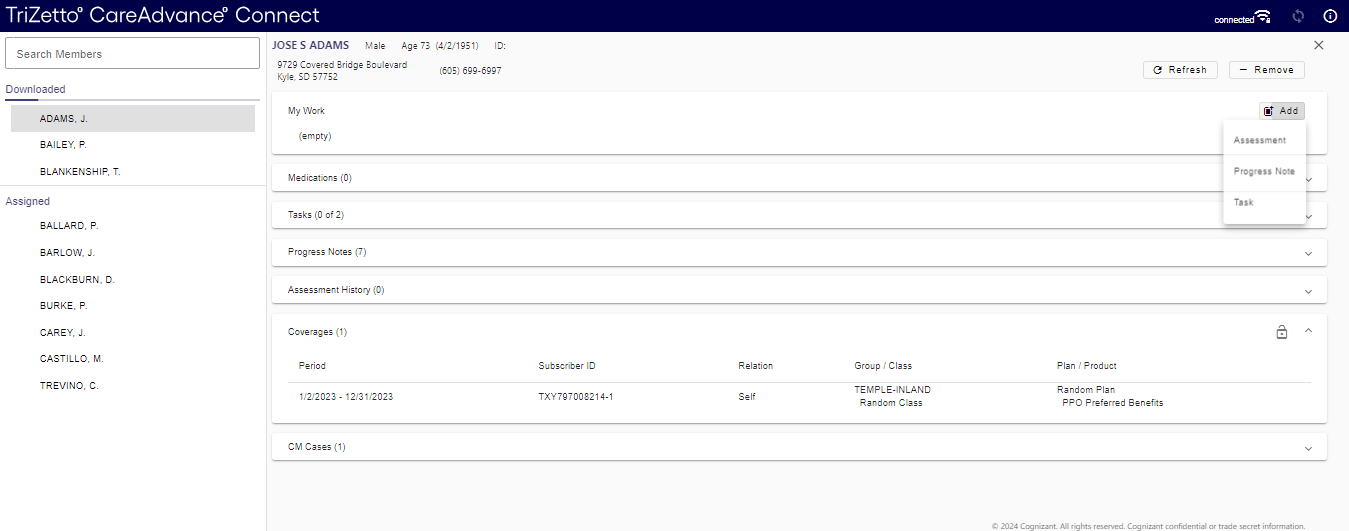 TriZetto® CareAdvance® Connect
connected
Search Members
Downloaded
ADAMS, J.
BAILEY, P.
BLANKENSHIP, T.
Assigned
BALLARD, P.
BARLOW, J.
BLACKBURN, D.
BURKE, P.
CAREY, J.
CASTILLO, M.
TREVINO, C.
JOSE S ADAMS Male Age 73 (4/2/1951) ID:
9729 Covered Bridge Boulevard
Kyle, SD 57752
(605) 699-6997
Refresh
Remove
My Work
Add
(empty)
Assessment
Progress Note
Task
Medications (0)
Tasks (0 of 2)
Progress Notes (7)
Assessment History (0)
Coverages (1)
Period Subscriber ID Relation Group / Class Plan / Product
1/2/2023 - 12/31/2023 TXY797008214-1 Self TEMPLE-INLAND Random Plan
Random Class PPO Preferred Benefits
CM Cases (1)
© 2024 Cognizant. All rights reserved. Cognizant confidential or trade secret information.